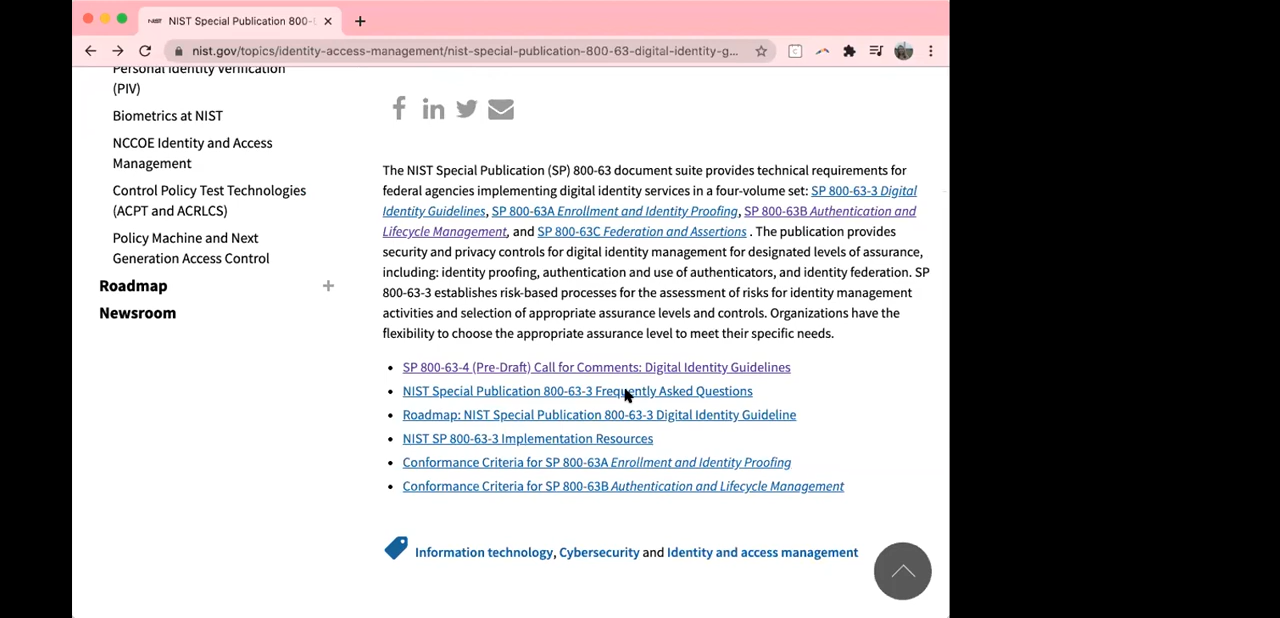 NIST Special Publication 800-
nist.gov/topics/identity-access-management/nist-special-publication-800-63-digital-identity-g...
Personal Identity Verification
(PIV)
Biometrics at NIST
NCCOE Identity and Access
Management
Control Policy Test Technologies
(ACPT and ACRLCS)
Policy Machine and Next
Generation Access Control
Roadmap
Newsroom
The NIST Special Publication (SP) 800-63 document suite provides technical requirements for
federal agencies implementing digital identity services in a four-volume set: SP 800-63-3 Digital
Identity Guidelines, SP 800-63A Enrollment and Identity Proofing, SP 800-63B Authentication and
Lifecycle Management, and SP 800-63C Federation and Assertions . The publication provides
security and privacy controls for digital identity management for designated levels of assurance,
including: identity proofing, authentication and use of authenticators, and identity federation. SP
800-63-3 establishes risk-based processes for the assessment of risks for identity management
activities and selection of appropriate assurance levels and controls. Organizations have the
flexibility to choose the appropriate assurance level to meet their specific needs.
• SP 800-63-4 (Pre-Draft) Call for Comments: Digital Identity Guidelines
• NIST Special Publication 800-63-3 Frequently Asked Questions
• Roadmap: NIST Special Publication 800-63-3 Digital Identity Guideline
• NIST SP 800-63-3 Implementation Resources
• Conformance Criteria for SP 800-63A Enrollment and Identity Proofing
• Conformance Criteria for SP 800-63B Authentication and Lifecycle Management
Information technology, Cybersecurity and Identity and access management